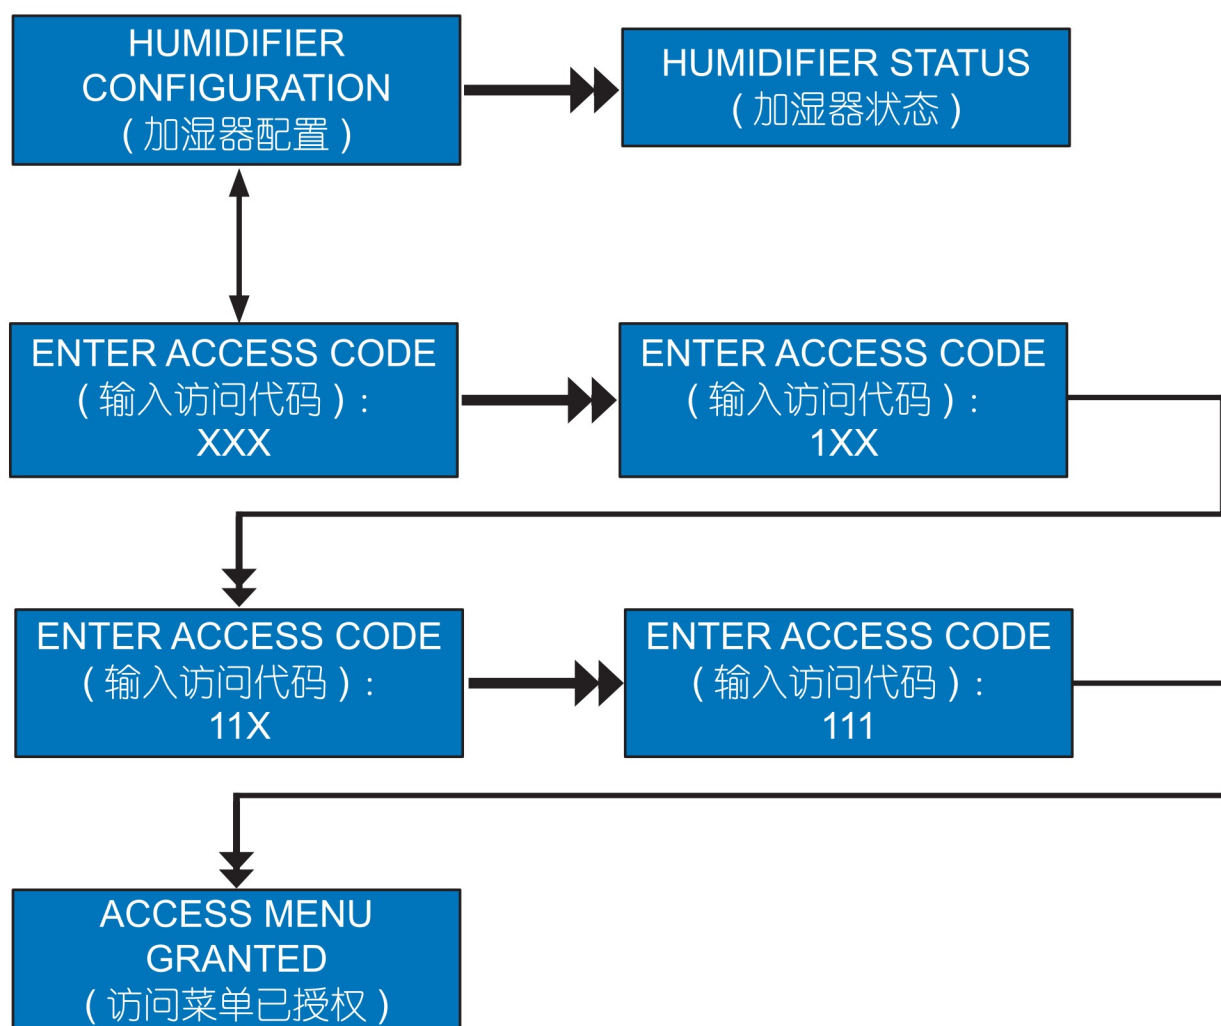 HUMIDIFIER
CONFIGURATION
(加湿器配置)
HUMIDIFIER STATUS
(加湿器状态)
ENTER ACCESS CODE
(输入访问代码):
XXX
ENTER ACCESS CODE
(输入访问代码):
1XX
ENTER ACCESS CODE
(输入访问代码):
11X
ENTER ACCESS CODE
(输入访问代码):
111
ACCESS MENU
GRANTED
(访问菜单已授权)